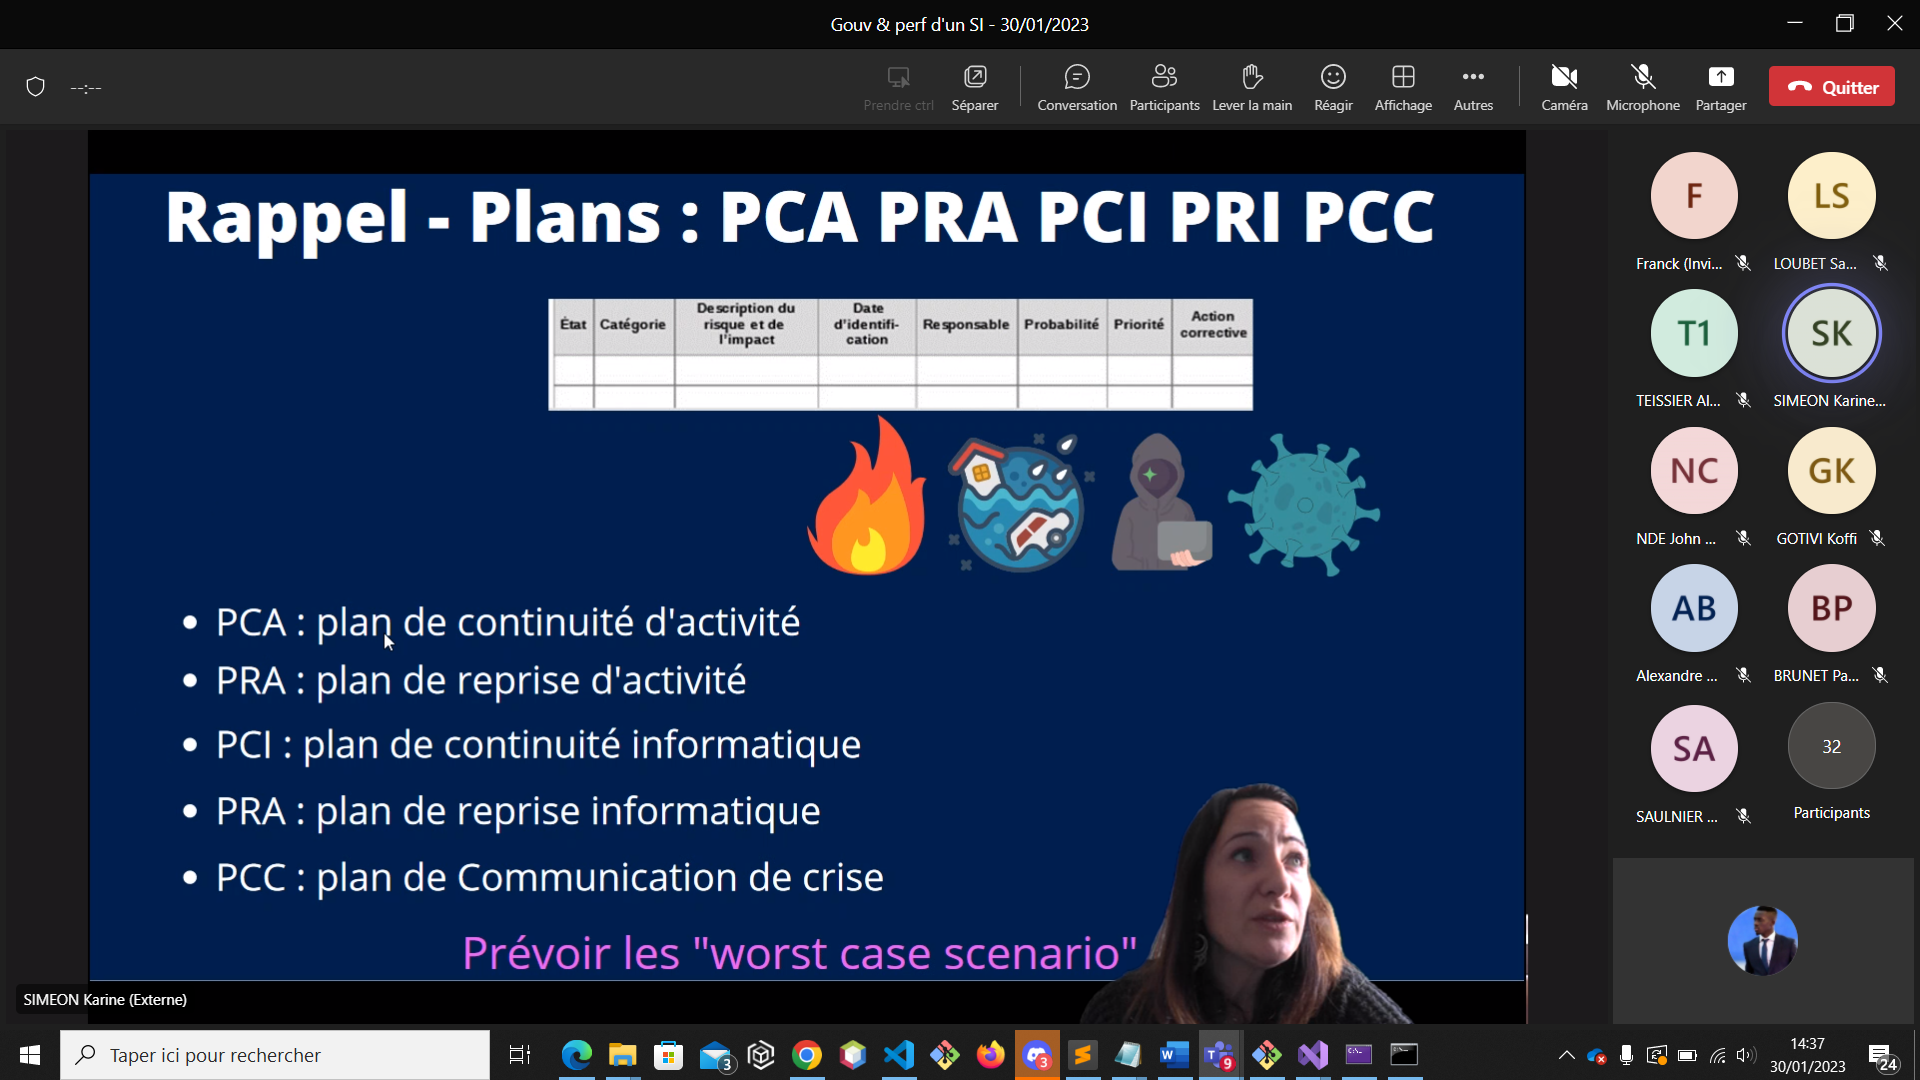 Gouv & perf d'un SI - 30/01/2023
--:--
Prendre ctrl
Séparer
Conversation
Participants
Lever la main
Réagir
Affichage
Autres
Caméra
Microphone
Partager
Quitter
Rappel - Plans : PCA PRA PCI PRI PCC
État
Catégorie
Description du
risque et de
l'impact
Date
d'identifi-
cation
Responsable
Probabilité
Priorité
Action
corrective
• PCA : plan de continuité d'activité
• PRA : plan de reprise d'activité
• PCI : plan de continuité informatique
• PRA : plan de reprise informatique
• PCC : plan de Communication de crise
Prévoir les "worst case scenario"
SIMEON Karine (Externe)
F
LS
Franck (Invi...
LOUBET Sa...
T1
SK
TEISSIER Al...
SIMEON Karine...
NC
GK
NDE John ...
GOTIVI Koffi
AB
BP
Alexandre ...
BRUNET Pa...
SA
32
SAULNIER ...
Participants
Taper ici pour rechercher
3
3
9
14:37
30/01/2023
24